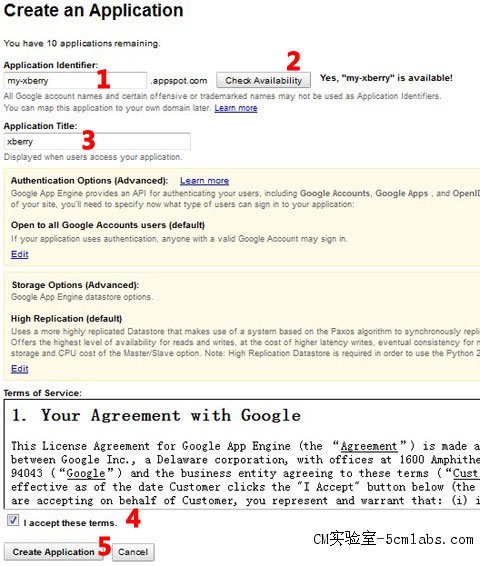 Create an Application
You have 10 applications remaining.
Application Identifier:
my-xberry 1 .appspot.com Check Availability 2 Yes, "my-xberry" is available!
All Google account names and certain offensive or trademarked names may not be used as Application Identifiers.
You can map this application to your own domain later. Learn more
Application Title:
xberry 3
Displayed when users access your application.
Authentication Options (Advanced): Learn more
Google App Engine provides an API for authenticating your users, including Google Accounts, Google Apps , and OpenID
of your site, you'll need to specify now what type of users can sign in to your application:
Open to all Google Accounts users (default)
If your application uses authentication, anyone with a valid Google Account may sign in.
Edit
Storage Options (Advanced):
Google App Engine datastore options.
High Replication (default)
Uses a more highly replicated Datastore that makes use of a system based on the Paxos algorithm to synchronously repli
Offers the highest level of availability for reads and writes, at the cost of higher latency writes, eventual consistency for m
storage and CPU cost of the Master/Slave option. Note: High Replication Datastore is required in order to use the Python 2
Edit
Terms of Service:
1. Your Agreement with Google
This License Agreement for Google App Engine (the “Agreement”) is made a
between Google Inc., a Delaware corporation, with offices at 1600 Amphithe
94043 (“Google”) and the business entity agreeing to these terms (“Cust
effective as of the date Customer clicks the "I Accept" button below (the
are accepting on behalf of Customer, you represent and warrant that: (i) i
I accept these terms. 4
Create Application 5 Cancel
CM实验室-5cmlabs.com